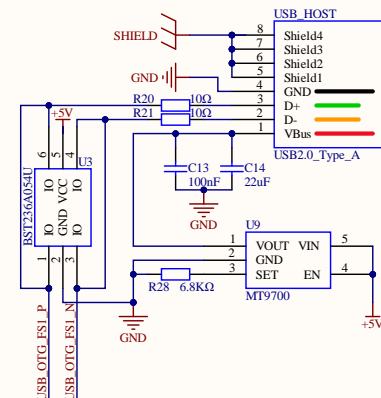 USB_HOST
SHIELD
8 Shield4
7 Shield3
6 Shield2
5 Shield1
GND 4 GND
R20 10Ω 3 D+
R21 10Ω 2 D-
1 VBus
USB2.0_Type_A
+5V
6 5 4
U3
BST236A054U
IO VCC IO
IO GND IO
1 2 3
C13
100nF
C14
22uF
GND
U9
1 VOUT VIN 5
2 GND
3 SET EN 4
R28 6.8KΩ
MT9700
GND
+5V
USB_OTG_FS1_P
USB_OTG_FS1_N